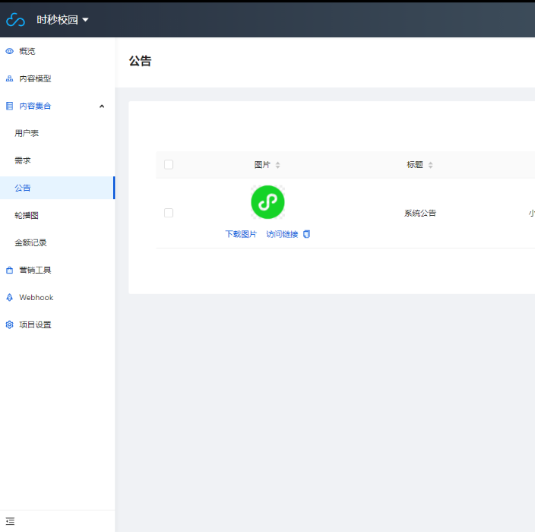 时秒校园
概览
公告
内容模型
内容集合
用户表
需求
图片
标题
公告
轮播图
系统公告
小
下载图片 访问链接
金额记录
营销工具
Webhook
项目设置